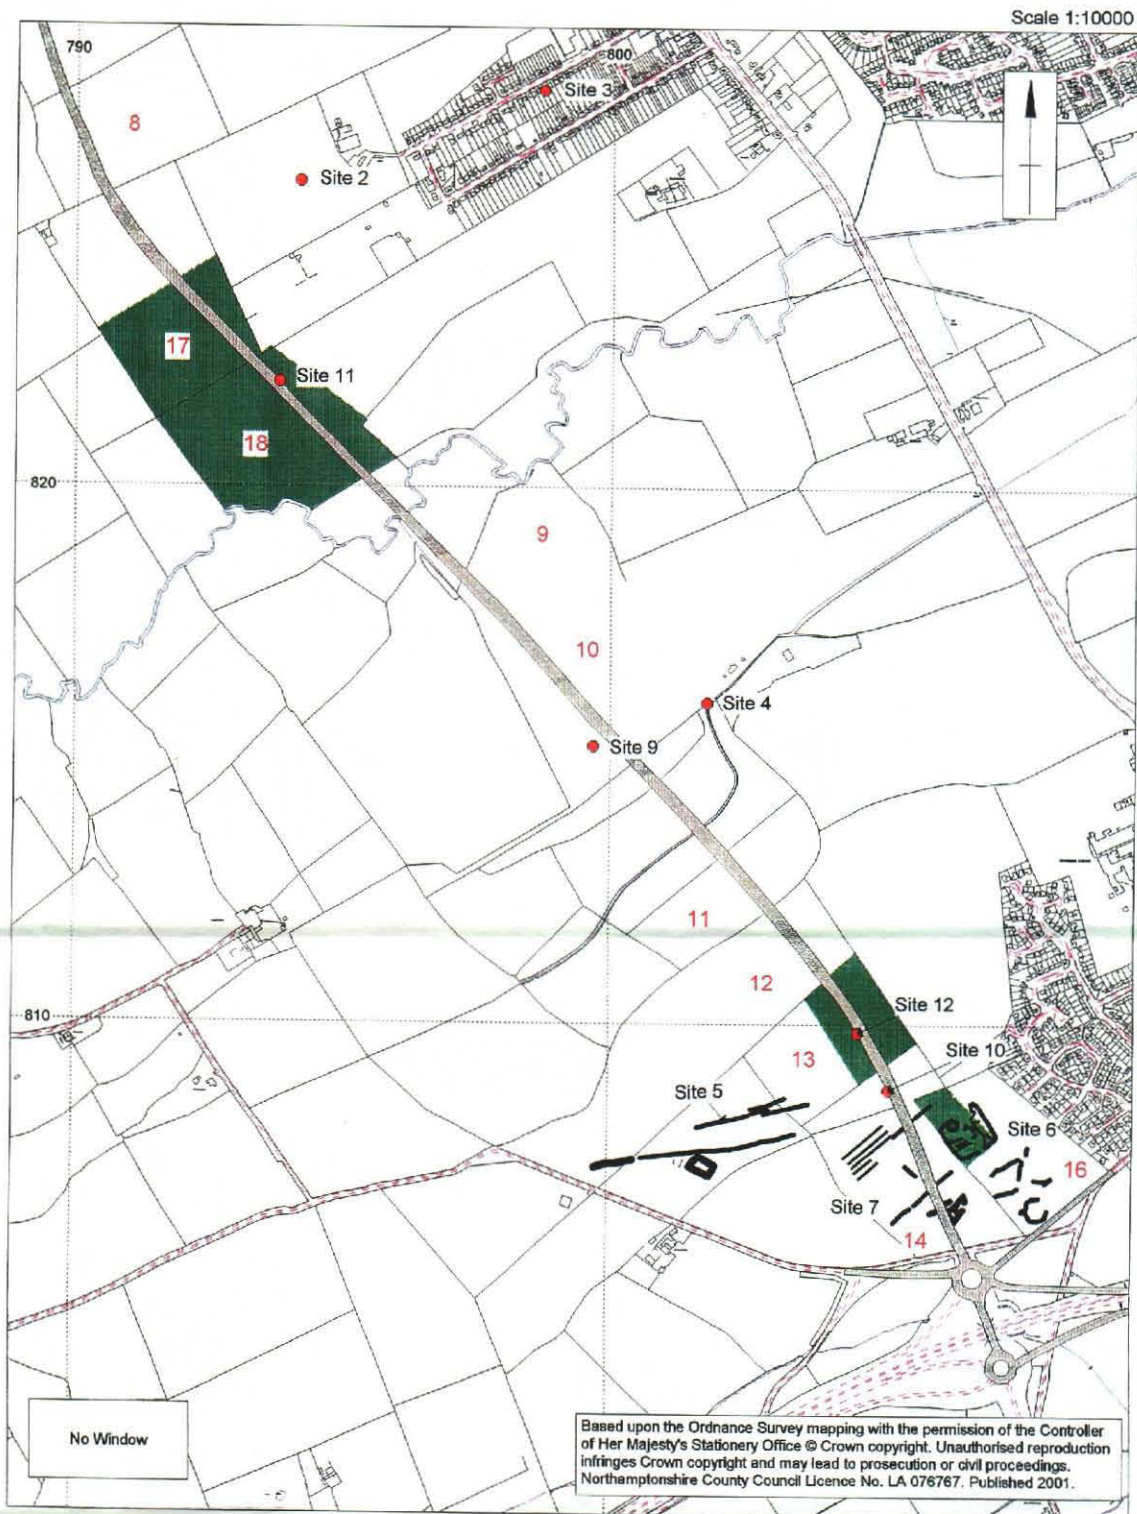 Scale 1:10000
790
800
Site 3
8
Site 2
17
Site 11
18
820
9
10
Site 4
Site 9
11
12
Site 12
810
13
Site 10
Site 5
Site 6
16
Site 7
14
No Window
Based upon the Ordnance Survey mapping with the permission of the Controller
of Her Majesty's Stationery Office © Crown copyright. Unauthorised reproduction
infringes Crown copyright and may lead to prosecution or civil proceedings.
Northamptonshire County Council Licence No. LA 076767. Published 2001.